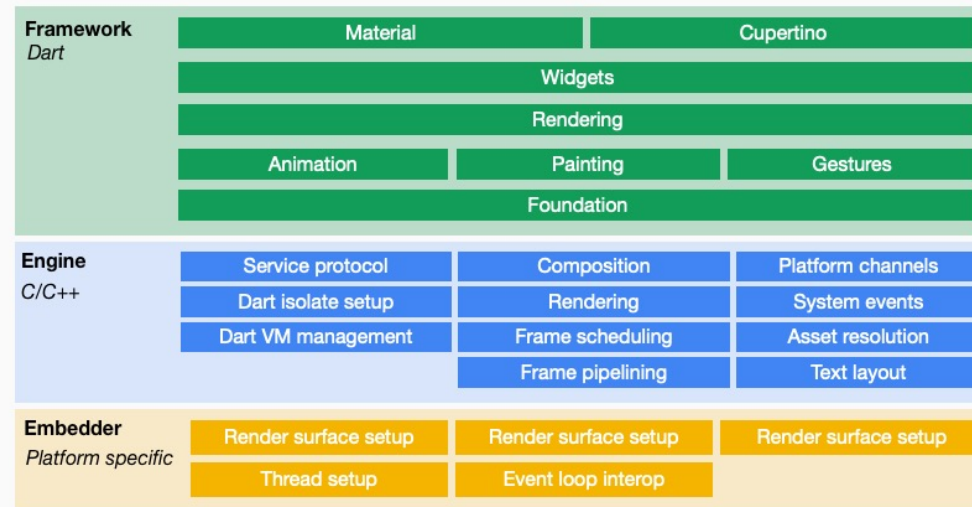 Framework
Dart
Material
Cupertino
Widgets
Rendering
Animation
Painting
Gestures
Foundation
Engine
C/C++
Service protocol
Composition
Platform channels
Dart isolate setup
Rendering
System events
Dart VM management
Frame scheduling
Asset resolution
Frame pipelining
Text layout
Embedder
Platform specific
Render surface setup
Render surface setup
Render surface setup
Thread setup
Event loop interop